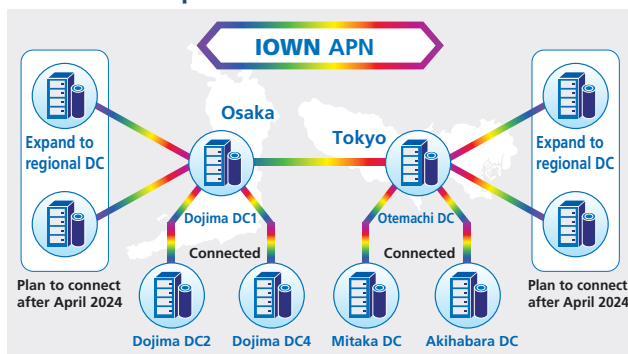 IOWN APN
Osaka
Tokyo
Expand to
regional DC
Expand to
regional DC
Dojima DC1
Otemachi DC
Connected
Connected
Plan to connect
after April 2024
Plan to connect
after April 2024
Dojima DC2
Dojima DC4
Mitaka DC
Akihabara DC